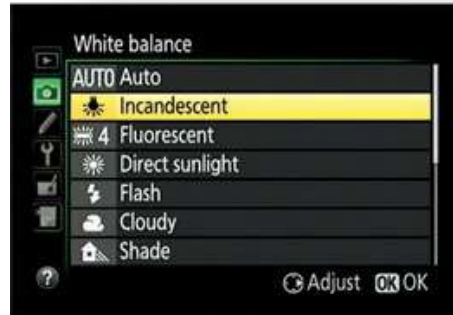 White balance
AUTO Auto
Incandescent
4 Fluorescent
Direct sunlight
Flash
Cloudy
Shade
? Adjust OK OK